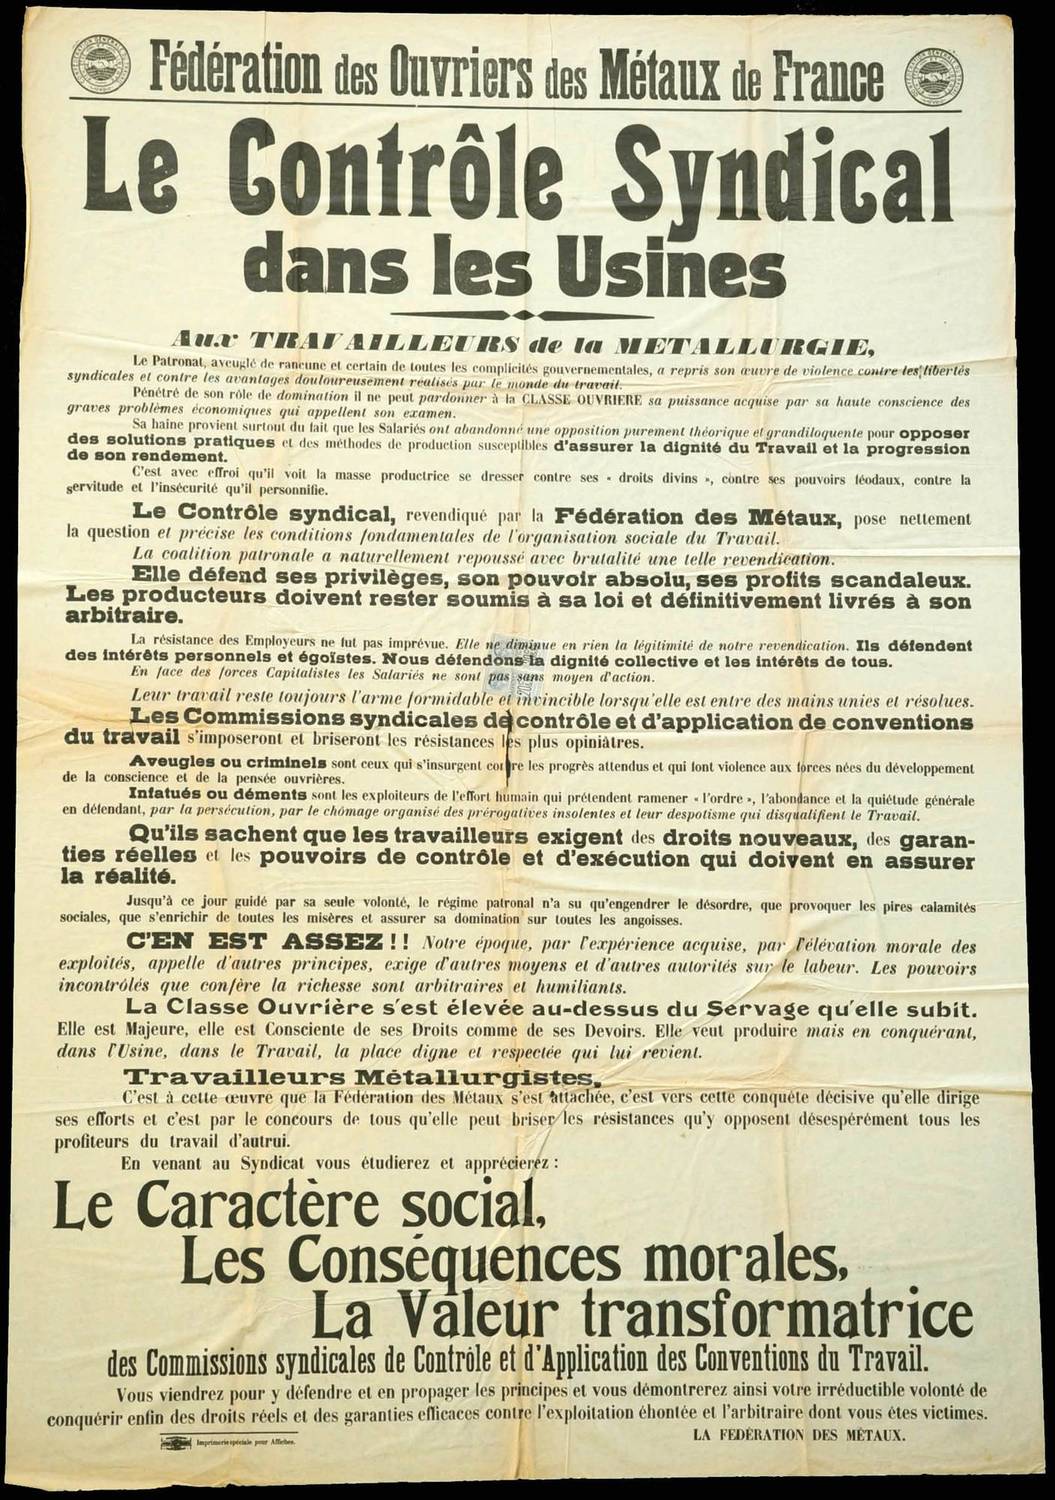 Fédération des Ouvriers des Métaux de France
Le Contrôle Syndical
dans les Usines
Aux TRAVAILLEURS de la METALLURGIE,
Le Patronat, aveuglé de rancune et certain de toutes les complicités gouvernementales, a repris son œuvre de violence contre les libertés
syndicales et contre les avantages douloureusement réalisés par le monde du travail.
Pénétré de son rôle de domination il ne peut pardonner à la CLASSE OUVRIERE sa puissance acquise par sa haute conscience des
graves problèmes économiques qui appellent son examen.
Sa haine provient surtout du fait que les Salariés ont abandonné une opposition purement théorique et grandiloquente pour opposer
des solutions pratiques et des méthodes de production susceptibles d'assurer la dignité du Travail et la progression
de son rendement.
C'est avec effroi qu'il voit la masse productrice se dresser contre ses « droits divins », contre ses pouvoirs féodaux, contre la
servitude et l'insécurité qu'il personnifie.
Le Contrôle syndical, revendiqué par la Fédération des Métaux, pose nettement
la question et précise les conditions fondamentales de l'organisation sociale du Travail.
La coalition patronale a naturellement repoussé avec brutalité une telle revendication.
Elle défend ses privilèges, son pouvoir absolu, ses profits scandaleux.
Les producteurs doivent rester soumis à sa loi et définitivement livrés à son
arbitraire.
La résistance des Employeurs ne fut pas imprévue. Elle ne diminue en rien la légitimité de notre revendication. Ils défendent
des intérêts personnels et égoïstes. Nous défendons la dignité collective et les intérêts de tous.
En face des forces Capitalistes les Salariés ne sont pas sans moyen d'action.
Leur travail reste toujours l'arme formidable et invincible lorsqu'elle est entre des mains unies et résolues.
Les Commissions syndicales de contrôle et d'application de conventions
du travail s'imposeront et briseront les résistances les plus opiniâtres.
Aveugles ou criminels sont ceux qui s'insurgent contre les progrès attendus et qui font violence aux forces nées du développement
de la conscience et de la pensée ouvrières.
Infatués ou déments sont les exploiteurs de l'effort humain qui prétendent ramener « l'ordre », l'abondance et la quiétude générale
en défendant, par la persécution, par le chômage organisé des prérogatives insolentes et leur despotisme qui disqualifient le Travail.
Qu'ils sachent que les travailleurs exigent des droits nouveaux, des garan-
ties réelles et les pouvoirs de contrôle et d'exécution qui doivent en assurer
la réalité.
Jusqu'à ce jour guidé par sa seule volonté, le régime patronal n'a su qu'engendrer le désordre, que provoquer les pires calamités
sociales, que s'enrichir de toutes les misères et assurer sa domination sur toutes les angoisses.
C'EN EST ASSEZ !! Notre époque, par l'expérience acquise, par l'élévation morale des
exploités, appelle d'autres principes, exige d'autres moyens et d'autres autorités sur le labeur. Les pouvoirs
incontrôlés que confère la richesse sont arbitraires et humiliants.
La Classe Ouvrière s'est élevée au-dessus du Servage qu'elle subit.
Elle est Majeure, elle est Consciente de ses Droits comme de ses Devoirs. Elle veut produire mais en conquérant,
dans l'Usine, dans le Travail, la place digne et respectée qui lui revient.
Travailleurs Métallurgistes,
C'est à cette œuvre que la Fédération des Métaux s'est attachée, c'est vers cette conquête décisive qu'elle dirige
ses efforts et c'est par le concours de tous qu'elle peut briser les résistances qu'y opposent désespérément tous les
profiteurs du travail d'autrui.
En venant au Syndicat vous étudierez et apprécierez :
Le Caractère social,
Les Conséquences morales,
La Valeur transformatrice
des Commissions syndicales de Contrôle et d'Application des Conventions du Travail.
Vous viendrez pour y défendre et en propager les principes et vous démontrerez ainsi votre irréductible volonté de
conquérir enfin des droits réels et des garanties efficaces contre l'exploitation éhontée et l'arbitraire dont vous êtes victimes.
LA FEDÉRATION DES MÉTAUX.
Imprimerie spéciale pour Affiches.